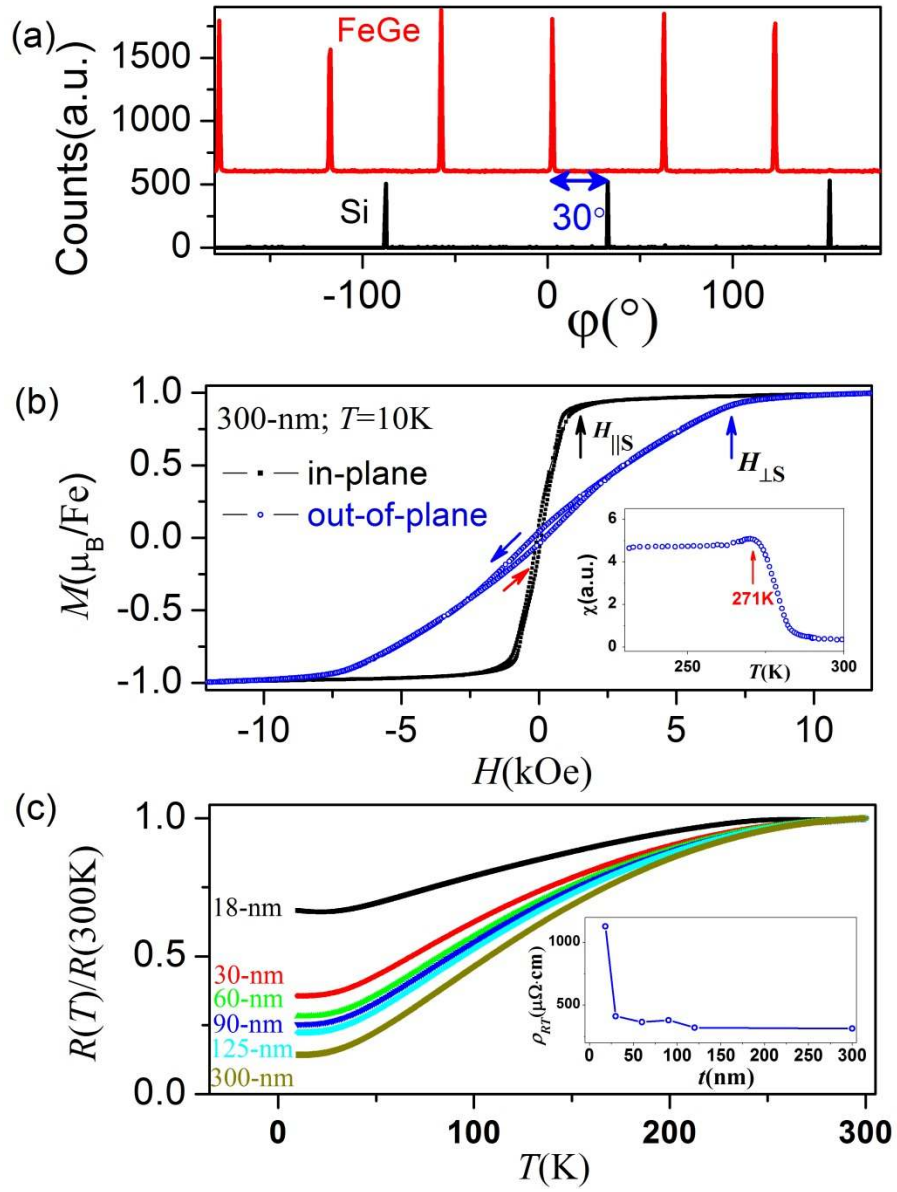 (a)
FeGe
1500
1000
500
0
Counts(a.u.)
Si
30°
-100
0
100
φ(°)
(b)
1.0
0.5
0.0
-0.5
-1.0
M(μB/Fe)
300-nm; T=10K
in-plane
out-of-plane
H||S
H⊥S
6
4
2
0
χ(a.u.)
271K
250
300
T(K)
-10
-5
0
5
10
H(kOe)
(c)
1.0
0.5
0.0
R(T)/R(300K)
18-nm
30-nm
60-nm
90-nm
125-nm
300-nm
1000
500
ρRT(μΩ·cm)
0
50
100
150
200
250
300
t(nm)
0
100
200
300
T(K)